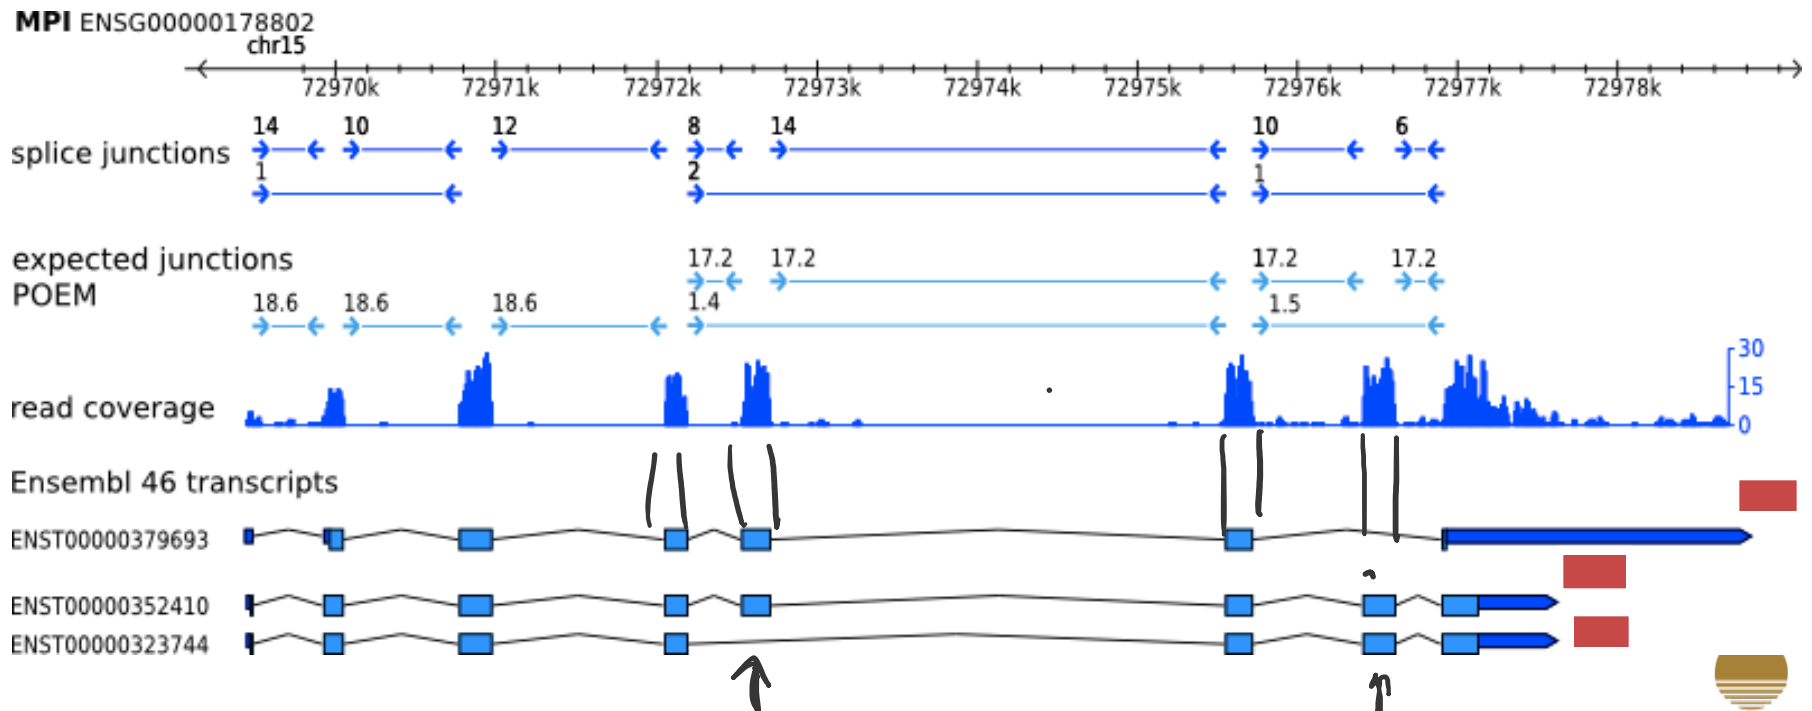 MPI ENSG00000178802
chr15
72970k 72971k 72972k 72973k 72974k 72975k 72976k 72977k 72978k
14 10 12 8 14 10 6
splice junctions
1 2 1
expected junctions
17.2 17.2 17.2 17.2
POEM
18.6 18.6 18.6 1.4 1.5
30
15
read coverage
0
Ensembl 46 transcripts
ENST00000379693
ENST00000352410
ENST00000323744